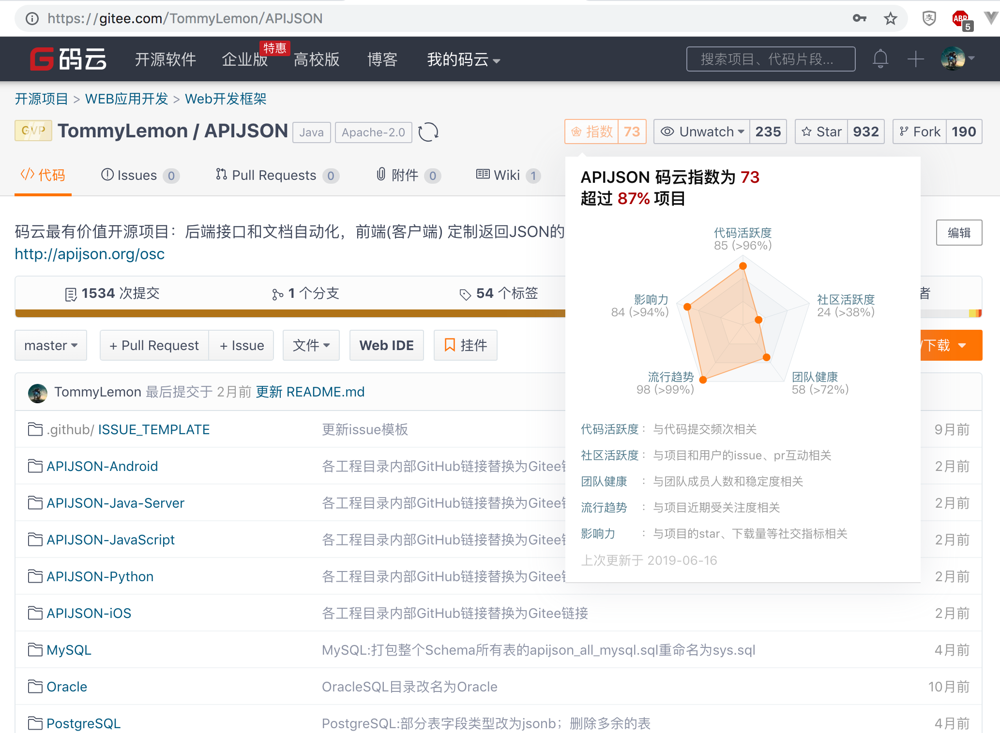 https://gitee.com/TommyLemon/APIJSON
ABP 5
G 码云 开源软件 企业版 特惠 高校版 博客 我的码云 搜索项目、代码片段...
开源项目 > WEB应用开发 > Web开发框架
GVP TommyLemon / APIJSON Java Apache-2.0 指数 73 Unwatch 235 Star 932 Fork 190
</> 代码 Issues 0 Pull Requests 0 附件 0 Wiki 1
码云最有价值开源项目：后端接口和文档自动化，前端(客户端) 定制返回JSON的
编辑
http://apijson.org/osc
1534 次提交 1 个分支 54 个标签 者
master + Pull Request + Issue 文件 Web IDE 挂件 /下载
TommyLemon 最后提交于 2月前 更新 README.md
.github/ ISSUE_TEMPLATE 更新issue模板 9月前
APIJSON-Android 各工程目录内部GitHub链接替换为Gitee 2月前
APIJSON-Java-Server 各工程目录内部GitHub链接替换为Gitee 2月前
APIJSON-JavaScript 各工程目录内部GitHub链接替换为Gitee 2月前
APIJSON-Python 各工程目录内部GitHub链接替换为Gitee 2月前
APIJSON-iOS 各工程目录内部GitHub链接替换为Gitee链接 2月前
MySQL MySQL:打包整个Schema所有表的apijson_all_mysql.sql重命名为sys.sql 4月前
Oracle OracleSQL目录改名为Oracle 10月前
PostgreSQL PostgreSQL:部分表字段类型改为jsonb；删除多余的表 4月前
APIJSON 码云指数为 73
超过 87% 项目
代码活跃度
85 (>96%)
影响力
84 (>94%)
社区活跃度
24 (>38%)
流行趋势
98 (>99%)
团队健康
58 (>72%)
代码活跃度： 与代码提交频次相关
社区活跃度： 与项目和用户的issue、pr互动相关
团队健康 ： 与团队成员人数和稳定度相关
流行趋势 ： 与项目近期受关注度相关
影响力 ： 与项目的star、下载量等社交指标相关
上次更新于 2019-06-16